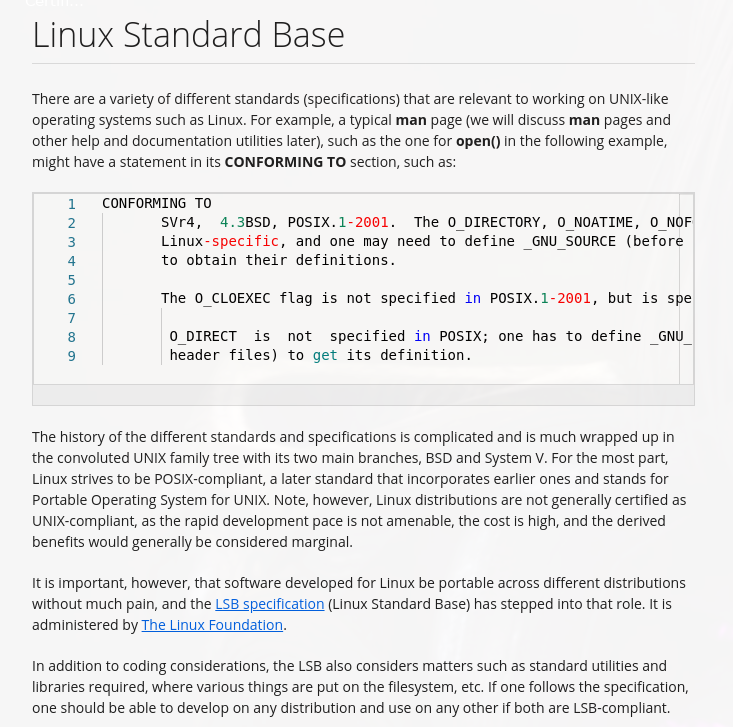 Linux Standard Base
There are a variety of different standards (specifications) that are relevant to working on UNIX-like
operating systems such as Linux. For example, a typical man page (we will discuss man pages and
other help and documentation utilities later), such as the one for open() in the following example,
might have a statement in its CONFORMING TO section, such as:
1 CONFORMING TO
2 SVr4, 4.3BSD, POSIX.1-2001. The O_DIRECTORY, O_NOATIME, O_NOF
3 Linux-specific, and one may need to define _GNU_SOURCE (before
4 to obtain their definitions.
5
6 The O_CLOEXEC flag is not specified in POSIX.1-2001, but is spe
7
8 O_DIRECT is not specified in POSIX; one has to define _GNU_
9 header files) to get its definition.
The history of the different standards and specifications is complicated and is much wrapped up in
the convoluted UNIX family tree with its two main branches, BSD and System V. For the most part,
Linux strives to be POSIX-compliant, a later standard that incorporates earlier ones and stands for
Portable Operating System for UNIX. Note, however, Linux distributions are not generally certified as
UNIX-compliant, as the rapid development pace is not amenable, the cost is high, and the derived
benefits would generally be considered marginal.
It is important, however, that software developed for Linux be portable across different distributions
without much pain, and the LSB specification (Linux Standard Base) has stepped into that role. It is
administered by The Linux Foundation.
In addition to coding considerations, the LSB also considers matters such as standard utilities and
libraries required, where various things are put on the filesystem, etc. If one follows the specification,
one should be able to develop on any distribution and use on any other if both are LSB-compliant.